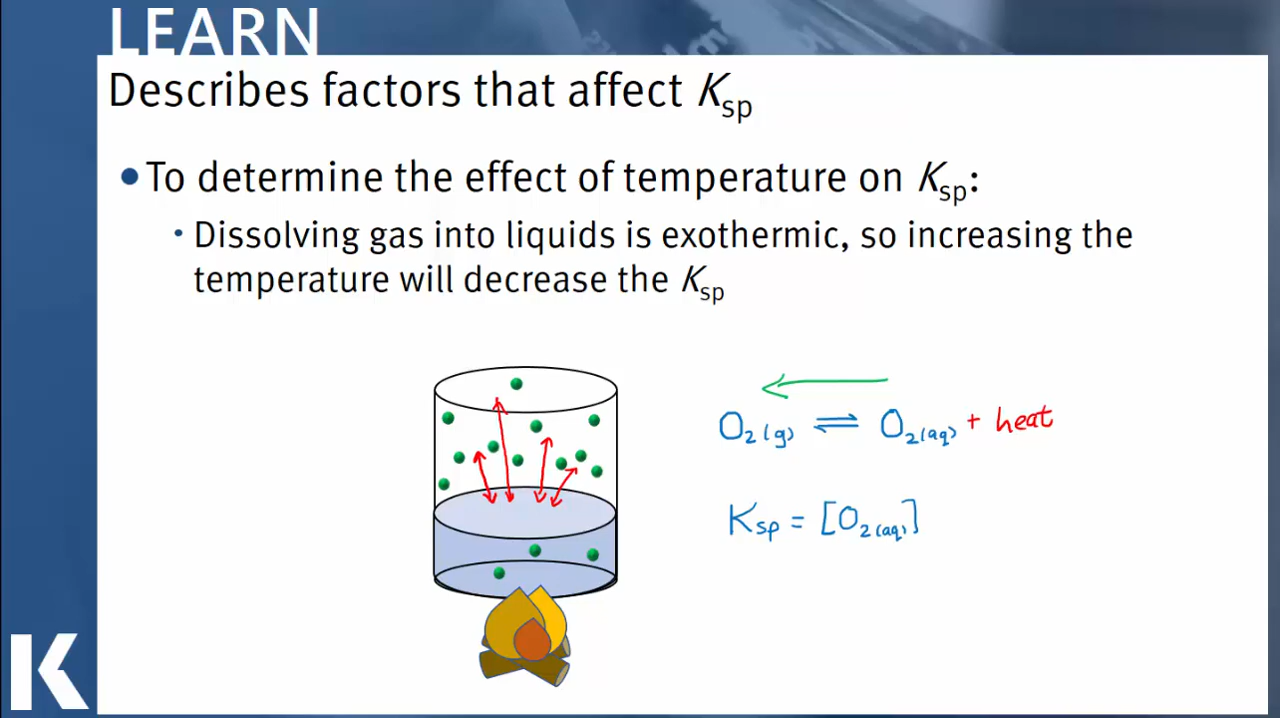 LEARN
Describes factors that affect Ksp
• To determine the effect of temperature on Ksp:
• Dissolving gas into liquids is exothermic, so increasing the
temperature will decrease the Ksp
O2(g) ⇌ O2(aq) + heat
Ksp = [O2(aq)]
K